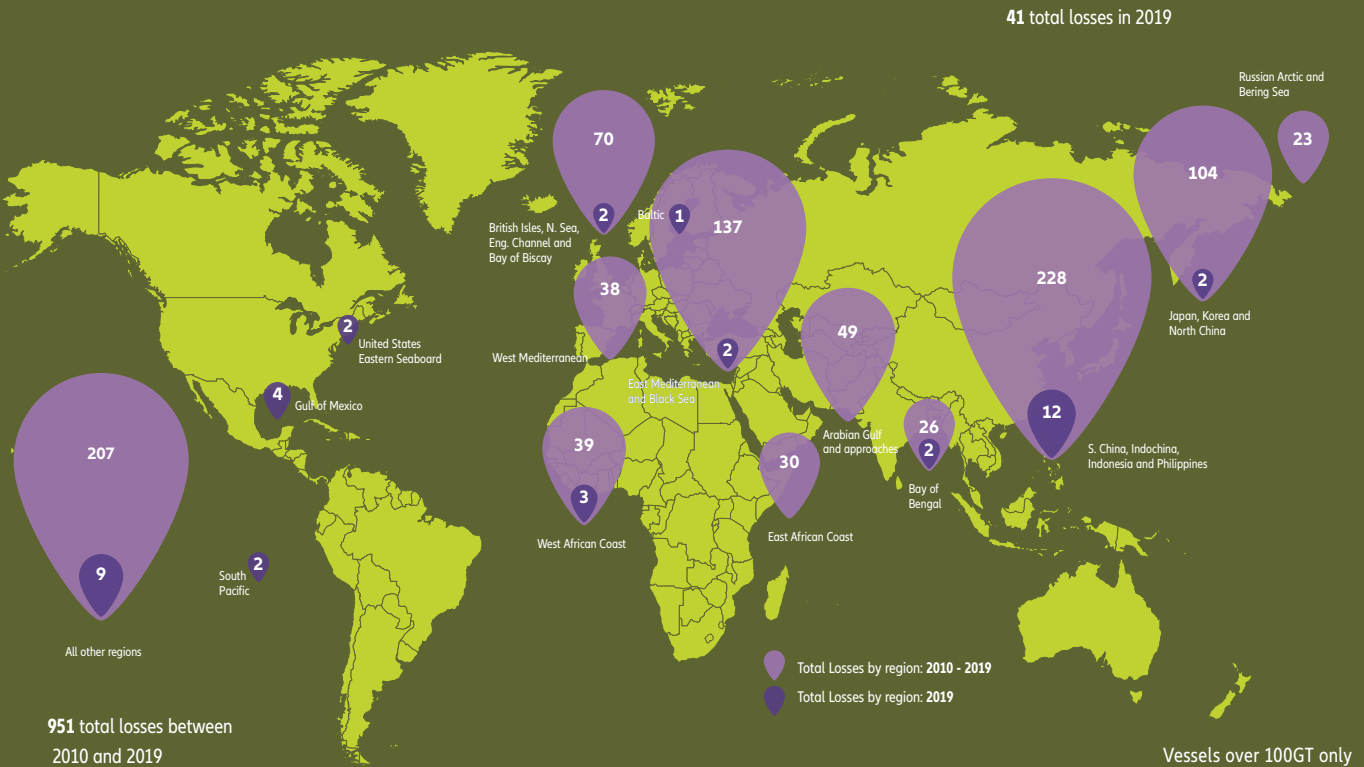 41 total losses in 2019
Russian Arctic and
Bering Sea
23
104
2
Japan, Korea and
North China
70
2
British Isles, N. Sea,
Eng. Channel and
Bay of Biscay
Baltic
1
137
2
East Mediterranean
and Black Sea
38
West Mediterranean
228
12
S. China, Indochina,
Indonesia and Philippines
49
Arabian Gulf
and approaches
26
2
Bay of
Bengal
2
United States
Eastern Seaboard
4
Gulf of Mexico
39
3
West African Coast
30
East African Coast
207
9
All other regions
2
South
Pacific
Total Losses by region: 2010 - 2019
Total Losses by region: 2019
951 total losses between
2010 and 2019
Vessels over 100GT only